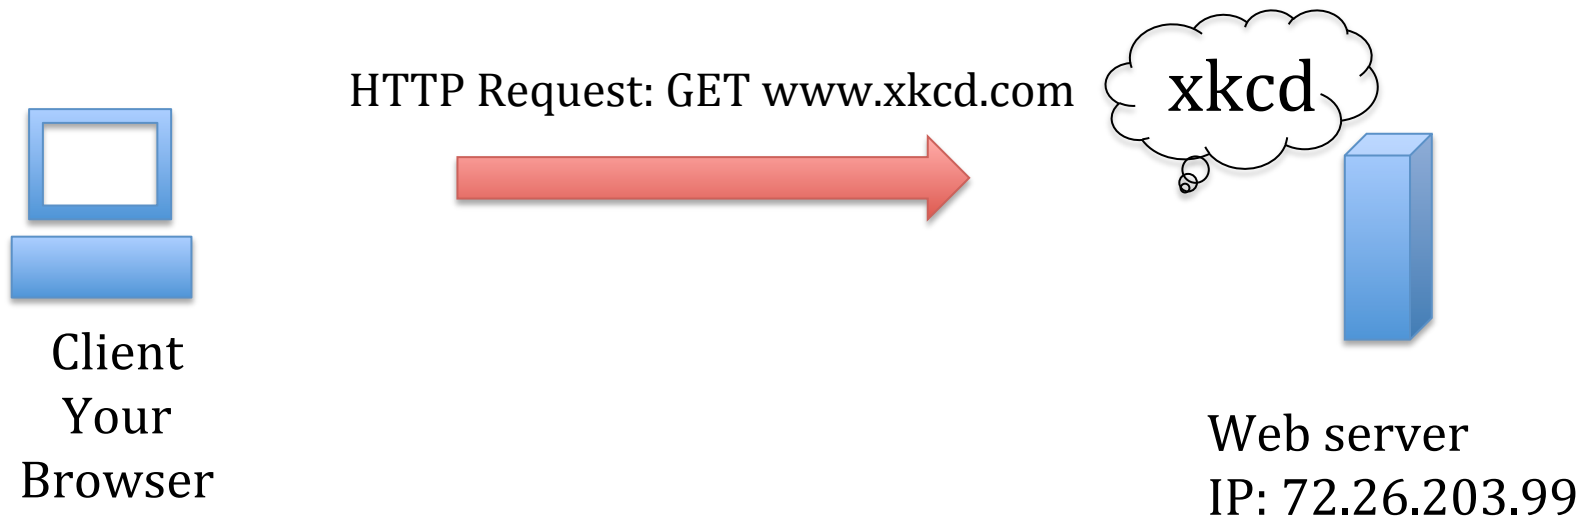 HTTP Request: GET www.xkcd.com
xkcd
Client
Your
Browser
Web server
IP: 72.26.203.99